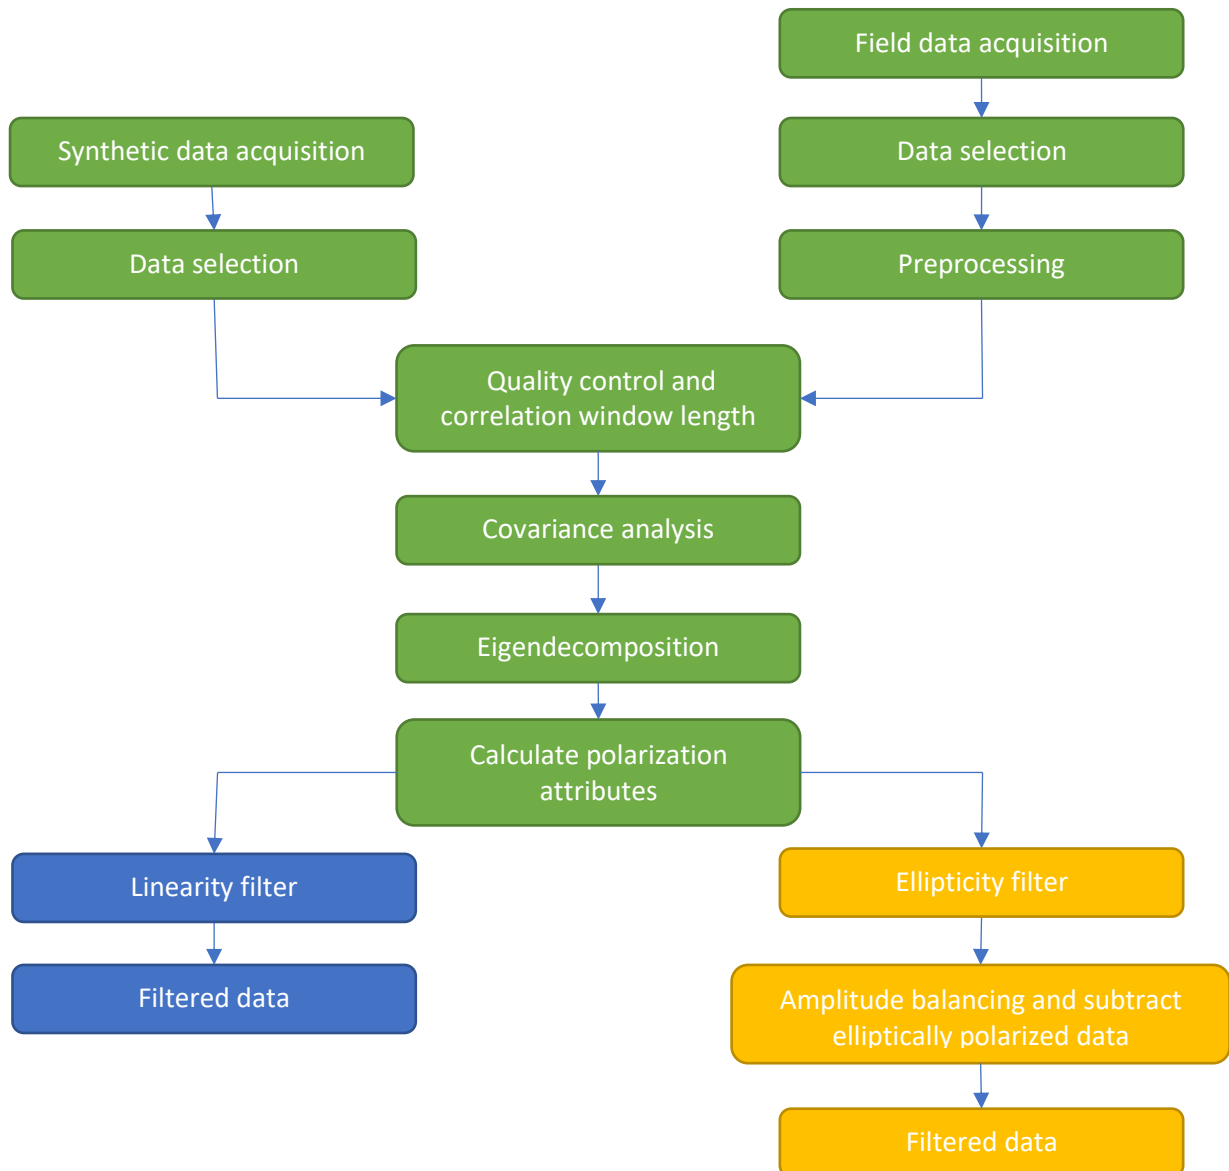 Field data acquisition
Synthetic data acquisition
Data selection
Data selection
Preprocessing
Quality control and
correlation window length
Covariance analysis
Eigendecomposition
Calculate polarization
attributes
Linearity filter
Ellipticity filter
Filtered data
Amplitude balancing and subtract
elliptically polarized data
Filtered data